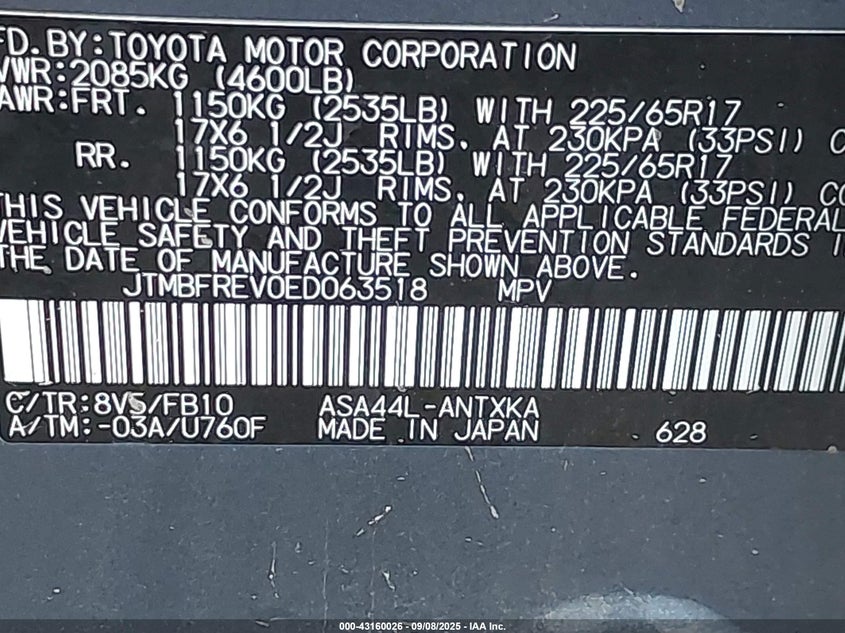 FD. BY: TOYOTA MOTOR CORPORATION
VWR: 2085KG (4600LB)
AWR: FRT. 1150KG (2535LB) WITH 225/65R17
17X6 1/2J RIMS, AT 230KPA (33PSI) C
RR. 1150KG (2535LB) WITH 225/65R17
17X6 1/2J RIMS, AT 230KPA (33PSI) CO
THIS VEHICLE CONFORMS TO ALL APPLICABLE FEDERAL
VEHICLE SAFETY AND THEFT PREVENTION STANDARDS I
THE DATE OF MANUFACTURE SHOWN ABOVE.
JTMBFREV0ED063518 MPV
C/TR: 8V5/FB10 ASA44L-ANTXKA
A/TM: -03A/U760F MADE IN JAPAN 628
000-43160026 - 09/08/2025 - IAA Inc.